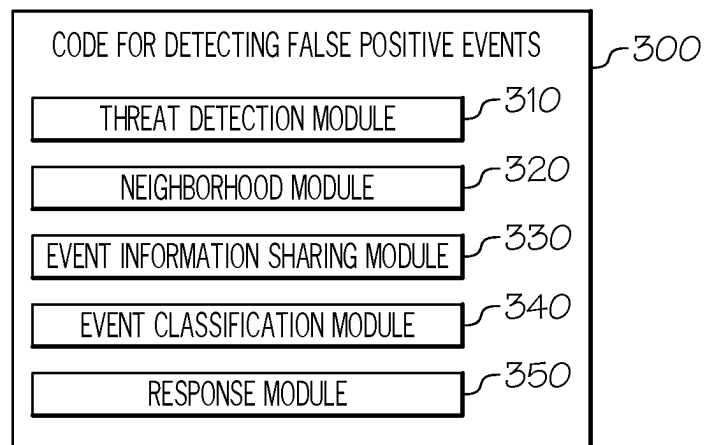 CODE FOR DETECTING FALSE POSITIVE EVENTS
300
THREAT DETECTION MODULE
310
NEIGHBORHOOD MODULE
320
EVENT INFORMATION SHARING MODULE
330
EVENT CLASSIFICATION MODULE
340
RESPONSE MODULE
350